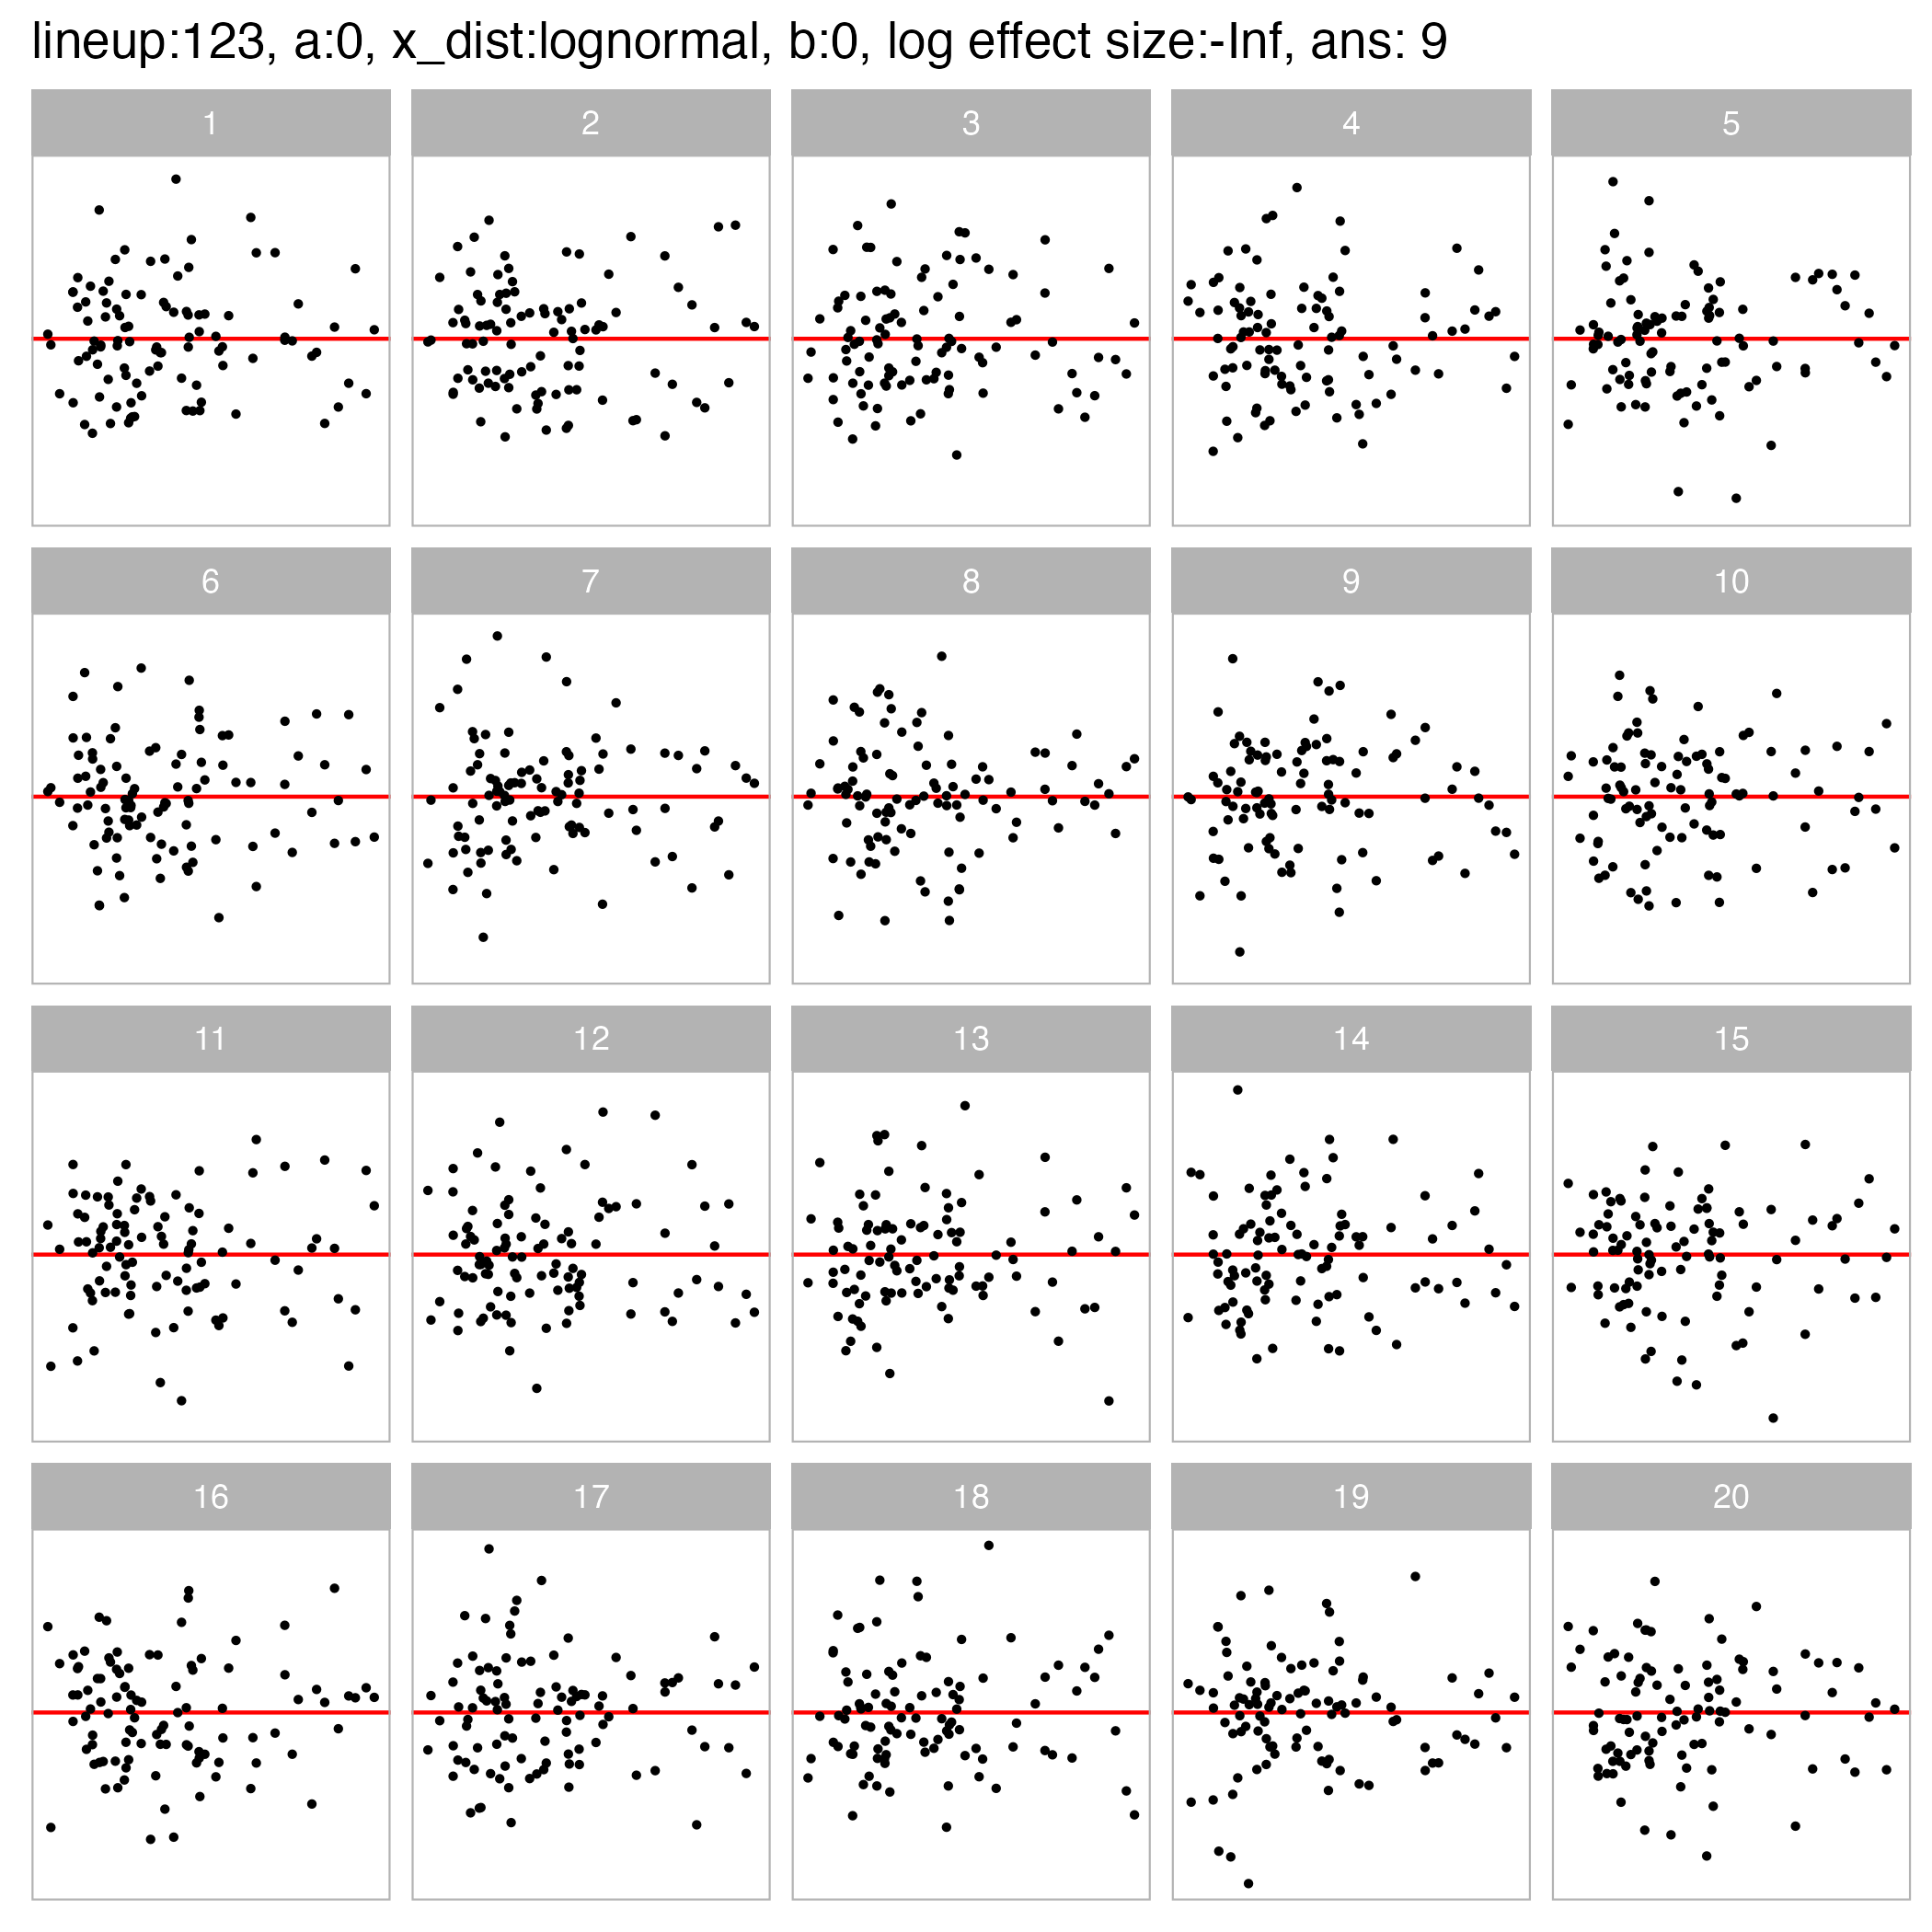 lineup:123, a:0, x_dist:lognormal, b:0, log effect size:-Inf, ans: 9
1 2 3 4 5
6 7 8 9 10
11 12 13 14 15
16 17 18 19 20